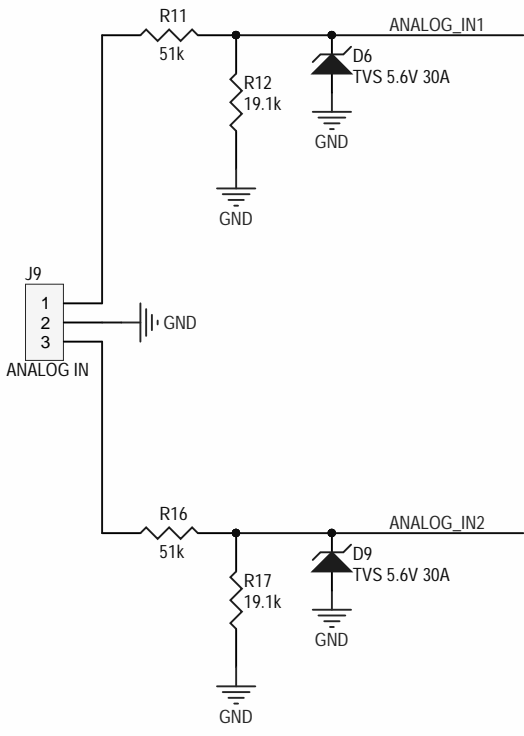 R11
51k
ANALOG_IN1
R12
19.1k
D6
TVS 5.6V 30A
GND
GND
J9
1
2
3
GND
ANALOG IN
R16
51k
ANALOG_IN2
R17
19.1k
D9
TVS 5.6V 30A
GND
GND